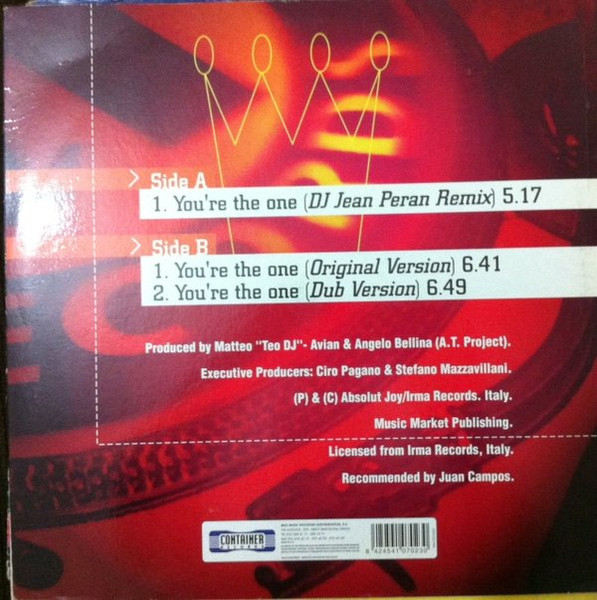 > Side A
1. You're the one (DJ Jean Peran Remix) 5.17
> Side B
1. You're the one (Original Version) 6.41
2. You're the one (Dub Version) 6.49
EC
Produced by Matteo "Teo DJ"- Avian & Angelo Bellina (A.T. Project).
Executive Producers: Ciro Pagano & Stefano Mazzavillani.
(P) & (C) Absolut Joy/Irma Records. Italy.
Music Market Publishing.
Licensed from Irma Records, Italy.
Recommended by Juan Campos.
CONTAINER
RECORDS
8 424541 070230